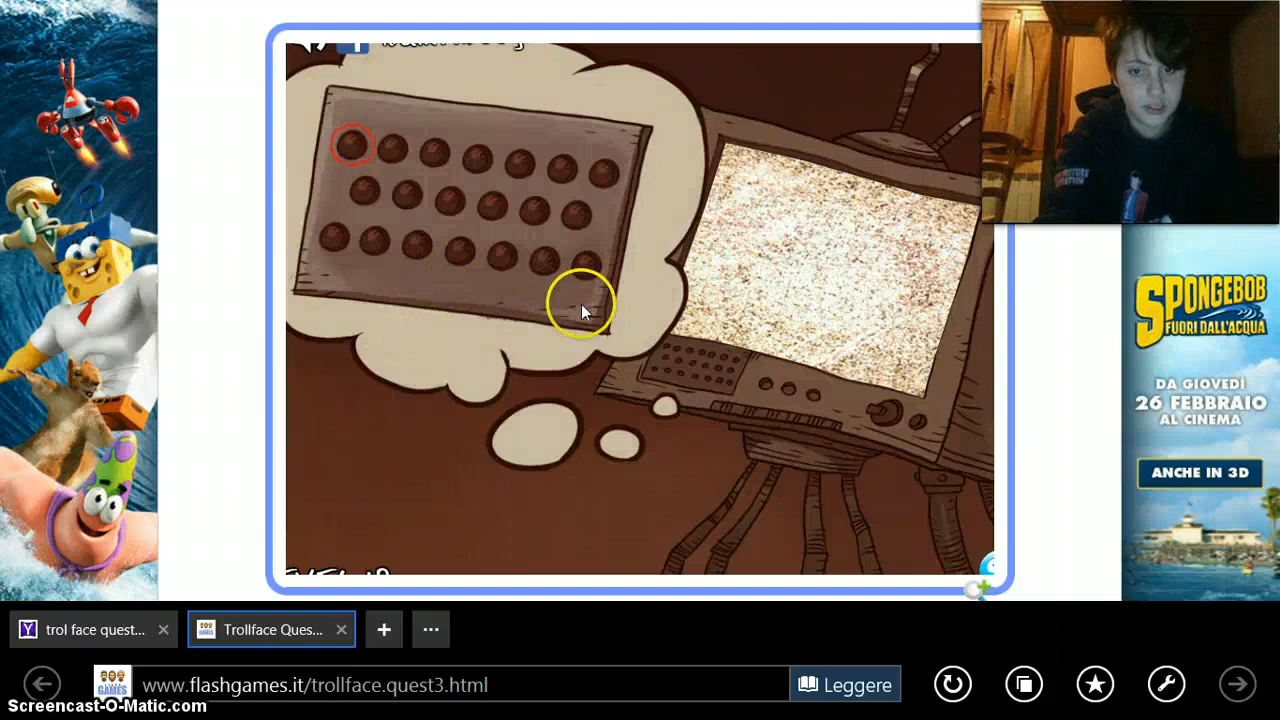 SPONGEBOB
FUORI DALL'ACQUA
DA GIOVEDÌ
26 FEBBRAIO
AL CINEMA
ANCHE IN 3D
trol face quest...
Trollface Ques...
GAMES
www.flashgames.it/trollface.quest3.html
Leggere
Screencast-O-Matic.com